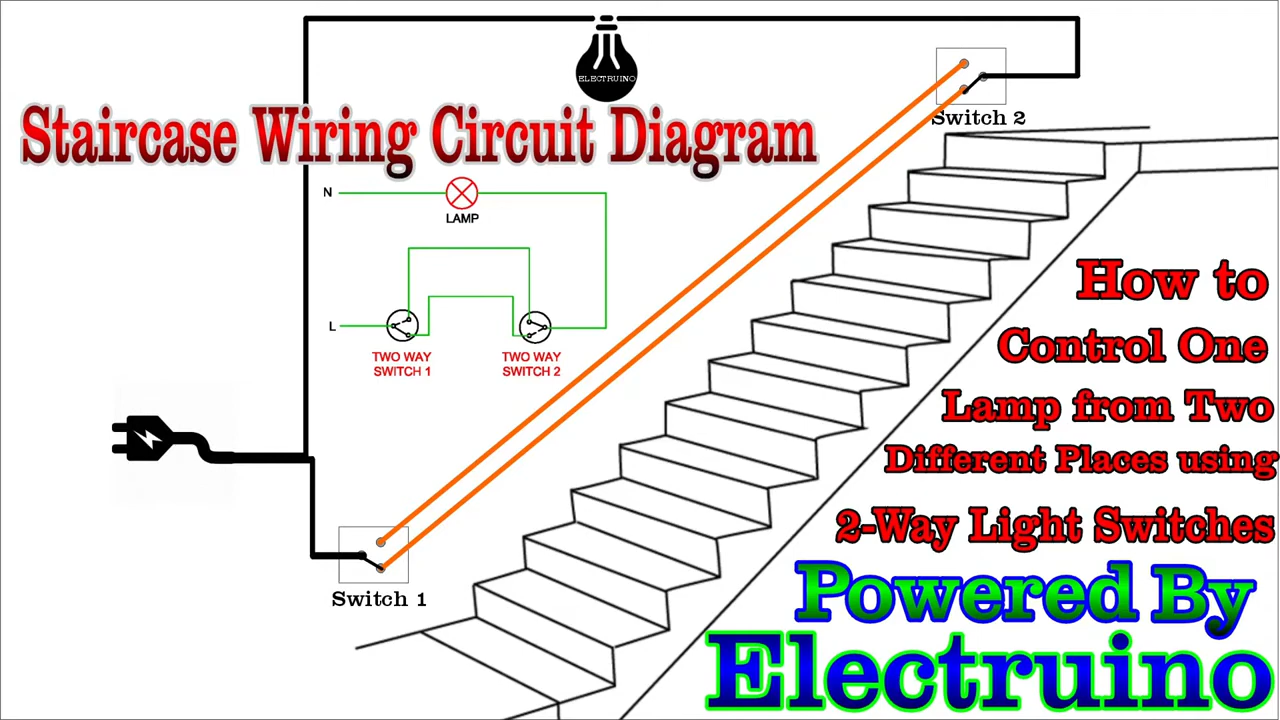 ELECTRUINO
Switch 2
Staircase Wiring Circuit Diagram
N
LAMP
L
TWO WAY
SWITCH 1
TWO WAY
SWITCH 2
Switch 1
How to
Control One
Lamp from Two
Different Places using
2-Way Light Switches
Powered By
Electruino